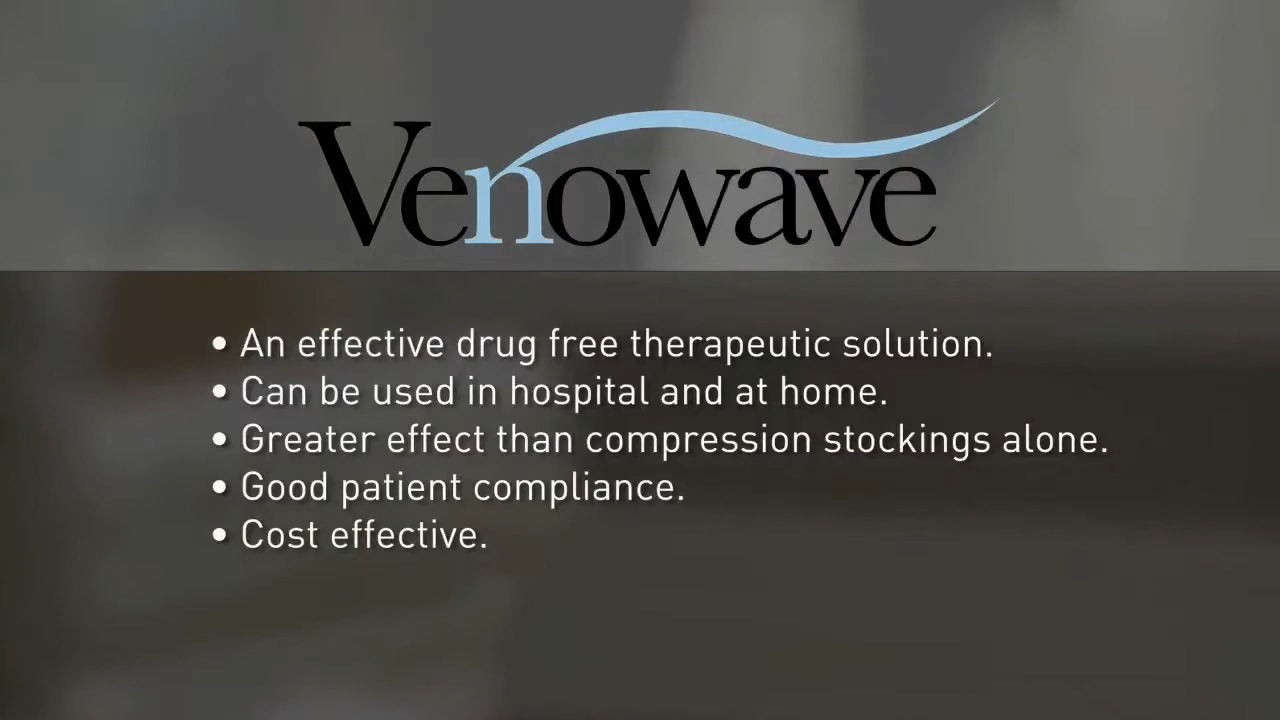 Venowave
• An effective drug free therapeutic solution.
• Can be used in hospital and at home.
• Greater effect than compression stockings alone.
• Good patient compliance.
• Cost effective.